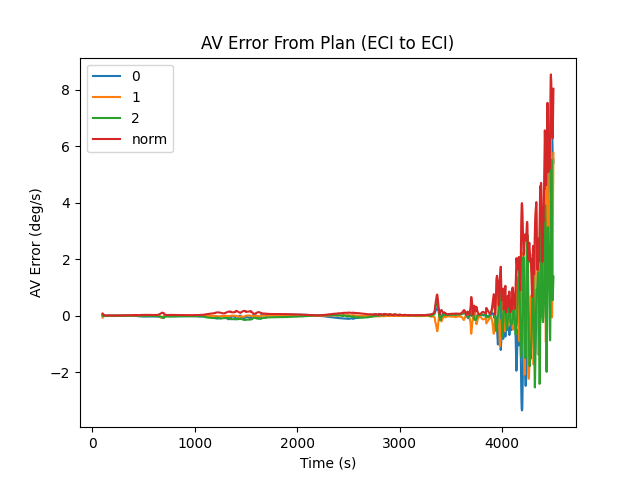 AV Error From Plan (ECI to ECI)
0
1
2
norm
8
6
4
2
0
−2
AV Error (deg/s)
0 1000 2000 3000 4000
Time (s)